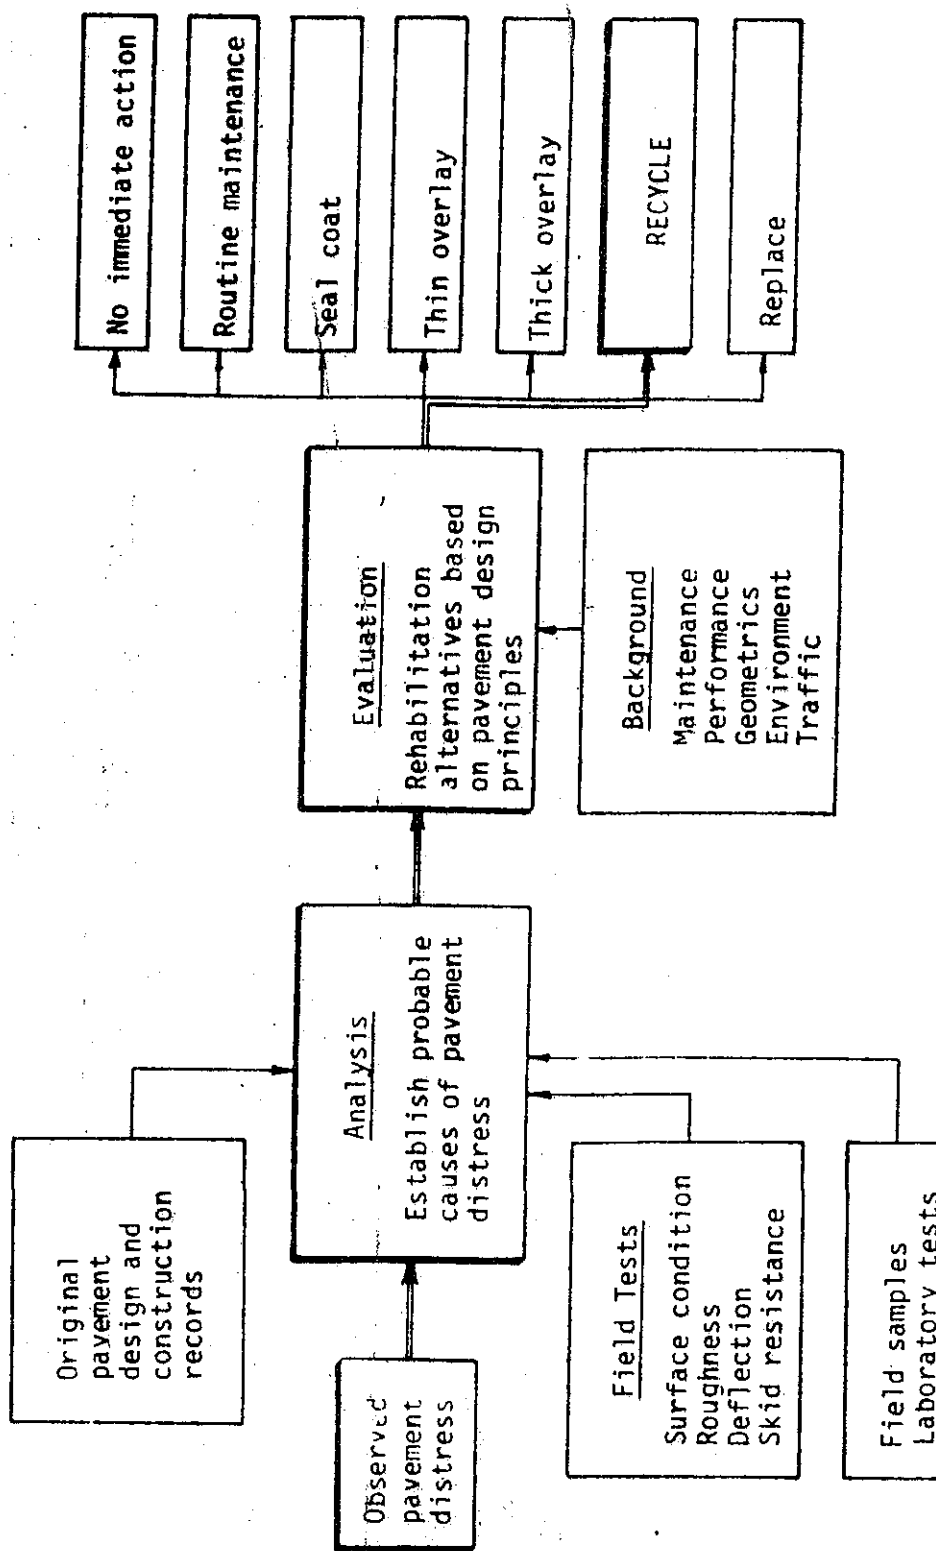 Original
pavement
design and
construction
records
Observed
pavement
distress
Analysis
Establish probable
causes of pavement
distress
Field Tests
Surface condition
Roughness
Deflection
Skid resistance
Field samples
Laboratory tests
Evaluation
Rehabilitation
alternatives based
on pavement design
principles
Background
Maintenance
Performance
Geometrics
Environment
Traffic
No immediate action
Routine maintenance
Seal coat
Thin overlay
Thick overlay
RECYCLE
Replace